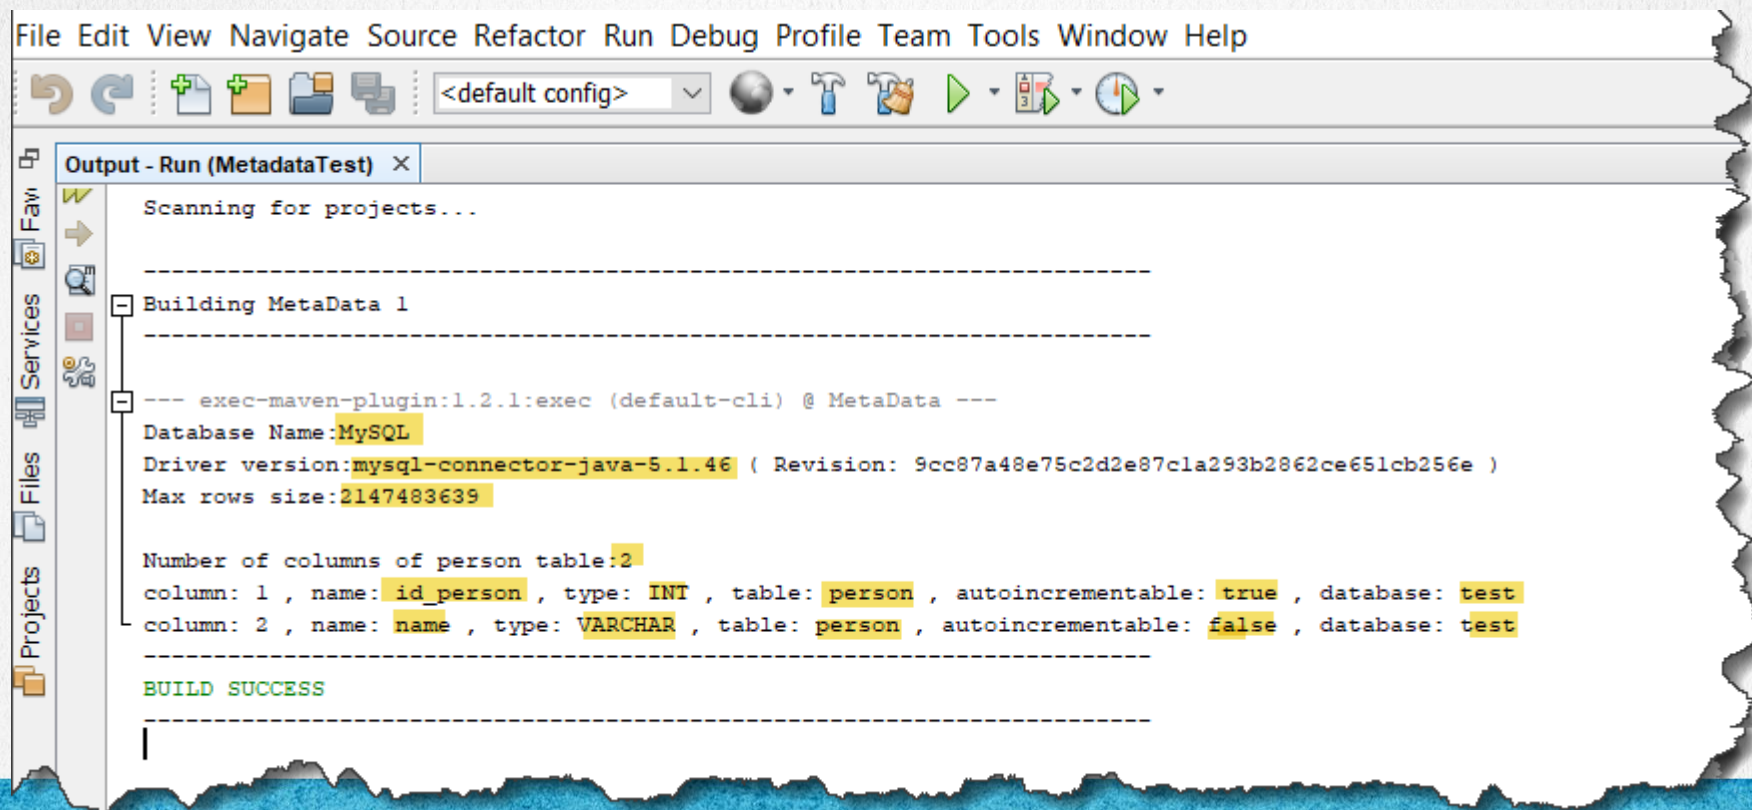 File Edit View Navigate Source Refactor Run Debug Profile Team Tools Window Help
<default config>
Output - Run (MetadataTest) ×
Fav
Services
Files
Projects
Scanning for projects...
------------------------------------------------------------------------
Building MetaData 1
------------------------------------------------------------------------
--- exec-maven-plugin:1.2.1:exec (default-cli) @ MetaData ---
Database Name:MySQL
Driver version:mysql-connector-java-5.1.46 ( Revision: 9cc87a48e75c2d2e87c1a293b2862ce651cb256e )
Max rows size:2147483639
Number of columns of person table:2
column: 1 , name: id_person , type: INT , table: person , autoincrementable: true , database: test
column: 2 , name: name , type: VARCHAR , table: person , autoincrementable: false , database: test
------------------------------------------------------------------------
BUILD SUCCESS
------------------------------------------------------------------------